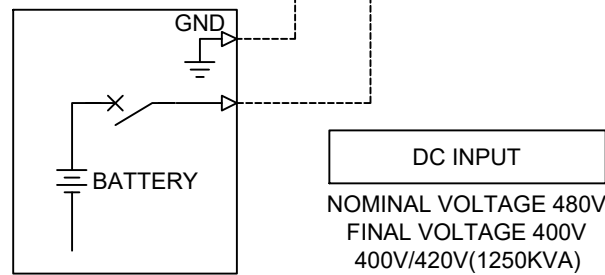 GND
BATTERY
DC INPUT
NOMINAL VOLTAGE 480V
FINAL VOLTAGE 400V
400V/420V(1250KVA)